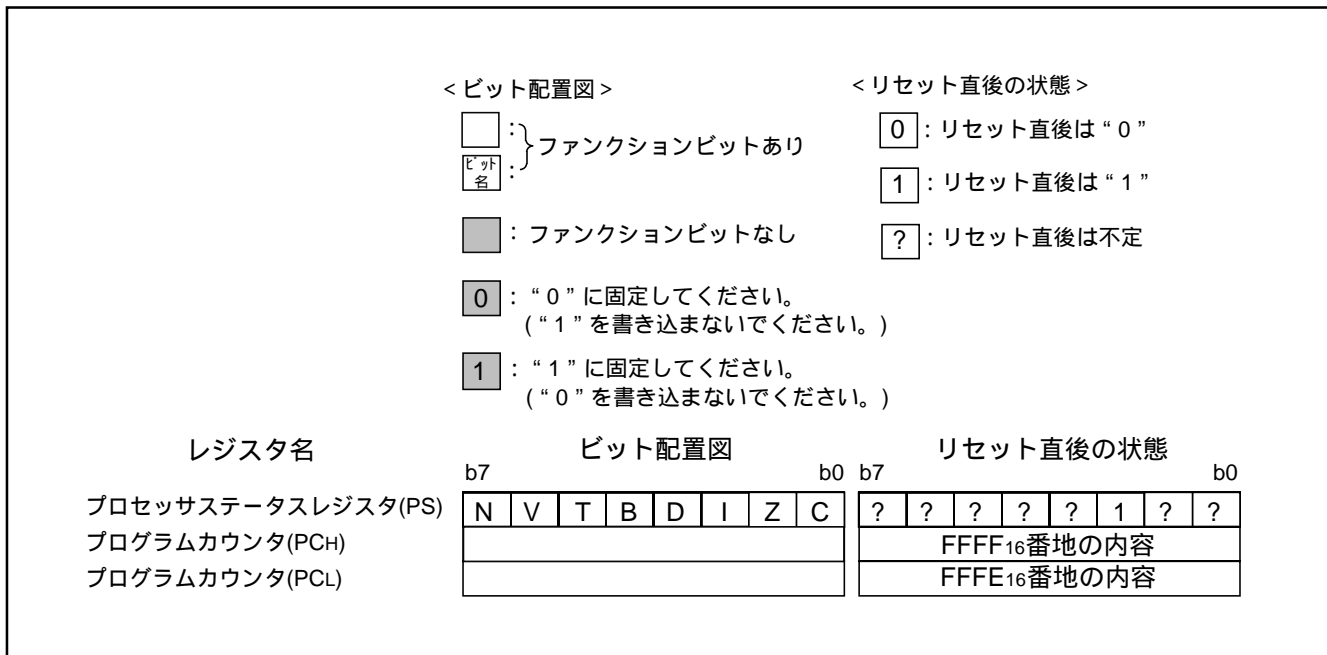 ＜ビット配置図＞
：
ビット名
：
ファンクションビットあり
：ファンクションビットなし
0：“0”に固定してください。
（“1”を書き込まないでください。）
1：“1”に固定してください。
（“0”を書き込まないでください。）
＜リセット直後の状態＞
0：リセット直後は“0”
1：リセット直後は“1”
?：リセット直後は不定
レジスタ名 ビット配置図 リセット直後の状態
b7 b0 b7 b0
プロセッサステータスレジスタ(PS) N V T B D I Z C ? ? ? ? ? 1 ? ?
プログラムカウンタ(PCH) FFFF16番地の内容
プログラムカウンタ(PCL) FFFE16番地の内容